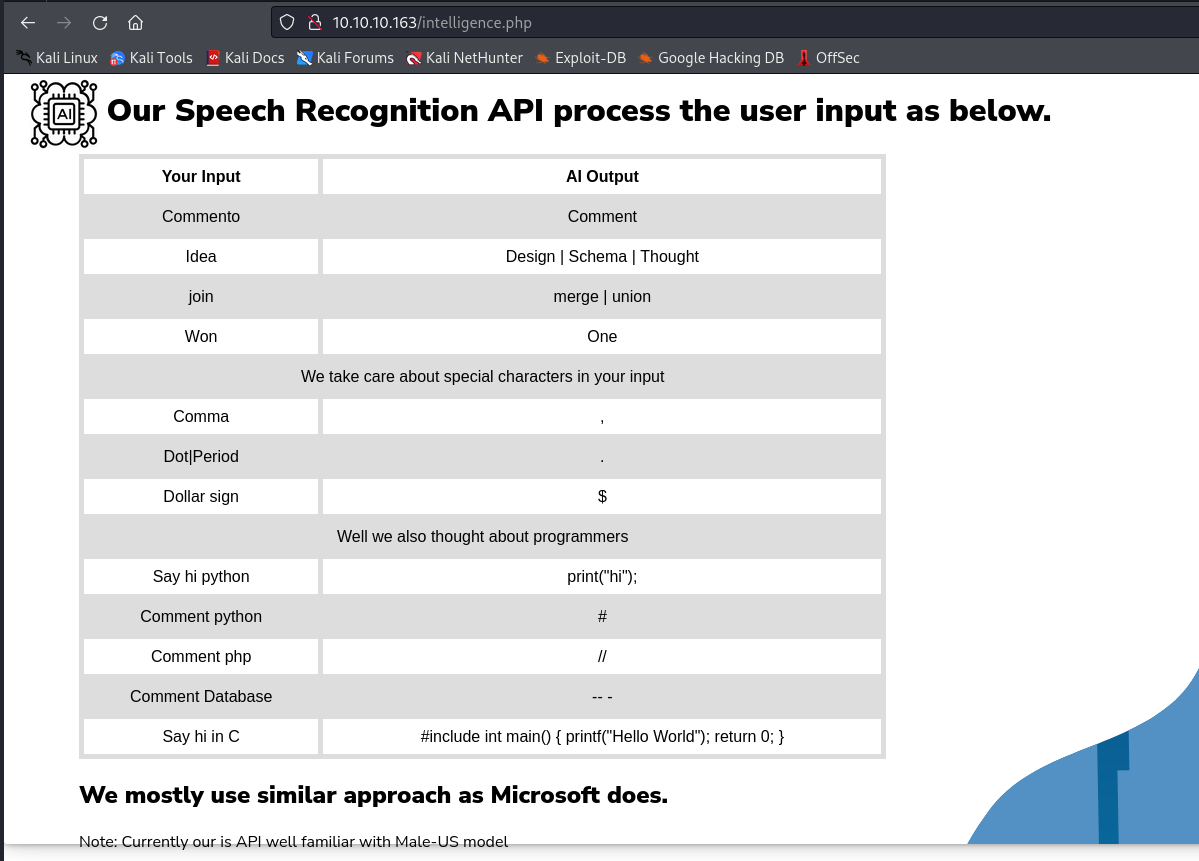 10.10.10.163/intelligence.php
Kali Linux Kali Tools Kali Docs Kali Forums Kali NetHunter Exploit-DB Google Hacking DB OffSec
AI
Our Speech Recognition API process the user input as below.
Your Input AI Output
Commento Comment
Idea Design | Schema | Thought
join merge | union
Won One
We take care about special characters in your input
Comma ,
Dot|Period .
Dollar sign $
Well we also thought about programmers
Say hi python print("hi");
Comment python #
Comment php //
Comment Database -- -
Say hi in C #include int main() { printf("Hello World"); return 0; }
We mostly use similar approach as Microsoft does.
Note: Currently our is API well familiar with Male-US model